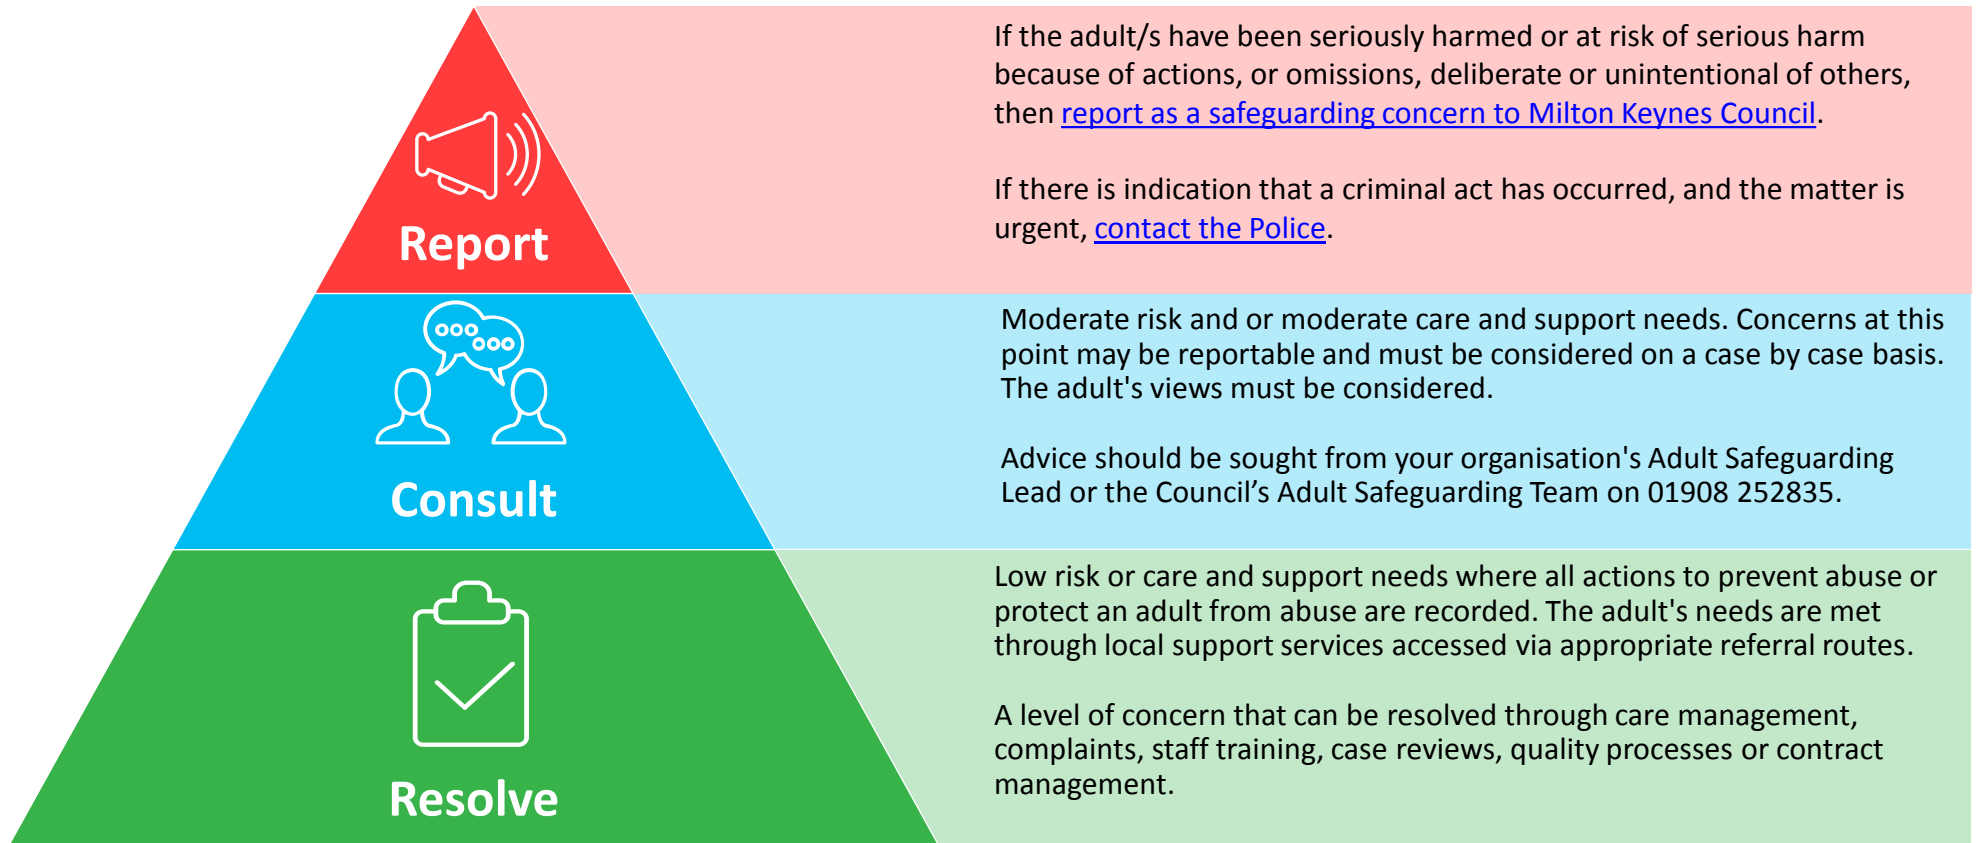 Report
If the adult/s have been seriously harmed or at risk of serious harm
because of actions, or omissions, deliberate or unintentional of others,
then report as a safeguarding concern to Milton Keynes Council.
If there is indication that a criminal act has occurred, and the matter is
urgent, contact the Police.
Consult
Moderate risk and or moderate care and support needs. Concerns at this
point may be reportable and must be considered on a case by case basis.
The adult's views must be considered.
Advice should be sought from your organisation's Adult Safeguarding
Lead or the Council’s Adult Safeguarding Team on 01908 252835.
Resolve
Low risk or care and support needs where all actions to prevent abuse or
protect an adult from abuse are recorded. The adult's needs are met
through local support services accessed via appropriate referral routes.
A level of concern that can be resolved through care management,
complaints, staff training, case reviews, quality processes or contract
management.